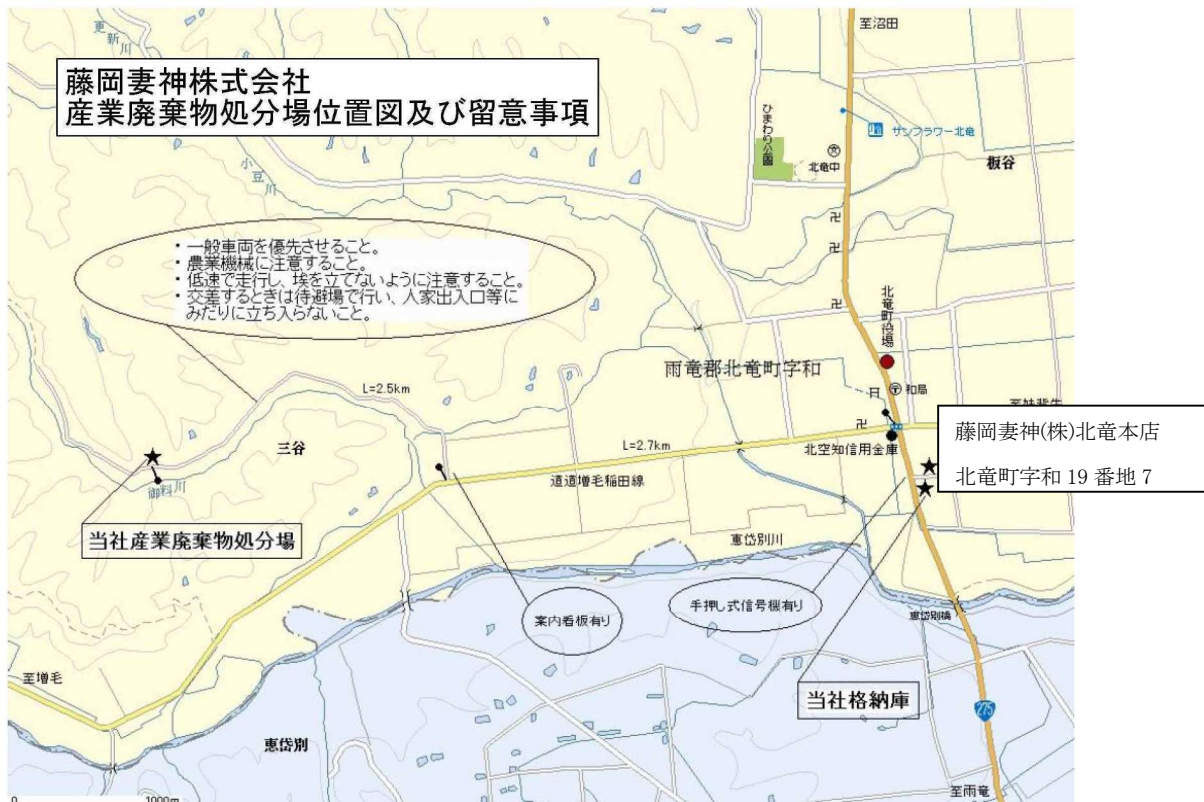 至沼田
更新川
藤岡妻神株式会社
産業廃棄物処分場位置図及び留意事項
ひまわり公園
サンフラワー北竜
北竜中
板谷
小豆川
・一般車両を優先させること。
・農業機械に注意すること。
・低速で走行し、埃を立てないように注意すること。
・交差するときは待避場で行い、人家出入口等に
みだりに立ち入らないこと。
北竜町役場
雨竜郡北竜町字和
L=2.5km
和局
至妹背牛
藤岡妻神(株)北竜本店
北竜町字和 19 番地 7
L=2.7km
北空知信用金庫
三谷
道道増毛稲田線
御料川
当社産業廃棄物処分場
恵岱別川
手押し式信号機有り
案内看板有り
恵岱別橋
至増毛
当社格納庫
275
恵岱別
至雨竜
0 1000m